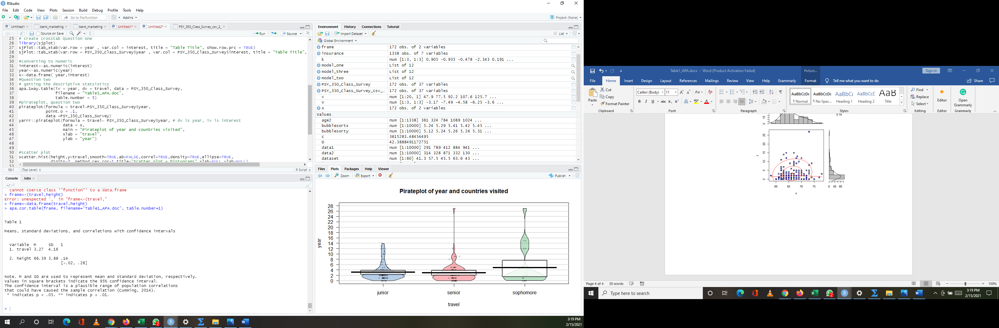 RStudio
File Edit Code View Plots Session Build Debug Profile Tools Help
Go to file/function Addins
Project: (None)
Untitled1 bank_marketing bank_marketing Untitled1* Untitled2* PSY_350_Class_Survey_csv_2_
Source on Save Run Source
25 # create crosstab Question one
26 library(sjplot)
27 sjPlot::tab_xtab(var.row = year , var.col = interest, title = "Table Title", show.row.prc = TRUE)
28 sjPlot::tab_xtab(var.row = PSY_350_Class_Survey$year , var.col = PSY_350_Class_Survey$interest, title = "Table Title",
29
30 #converting to numeric
31 interest<-as.numeric(interest)
32 year<-as.numeric(year)
33 x<-data.frame( year,interest)
34 #Question two
35 # getting the descriptive statsistics
36 apa.1way.table(iv = year, dv = travel, data = PSY_350_Class_Survey,
37 filename = "Table5_APA.doc",
38 table.number = 5)
39 #pirateplot, question two
40 pirateplot(formula = travel~PSY_350_Class_Survey$year,
41 point.o = .1,
42 data =PSY_350_Class_Survey)
43 yarrr::pirateplot(formula = travel~ PSY_350_Class_Survey$year, # dv is year, iv is interest
44 data = x,
45 main = "Pirateplot of year and countries visited",
46 xlab = "travel",
47 ylab = "year")
48
49
50 #scatter plot
51 scatter.hist(height,y=travel,smooth=TRUE,ab=FALSE,correl=TRUE,density=TRUE,ellipse=TRUE,
52 digits=2, method,cex.cor=1,title="Scatter plot + histograms",xlab=NULL,ylab=NULL)
53
58:1 (Top Level) R Script
Console Jobs
~/
cannot coerce class ‘"function"’ to a data.frame
> frame<-(travel,height)
Error: unexpected ',' in "frame<-(travel,"
> frame<-data.frame(travel,height)
> apa.cor.table(frame, filename="Table1_APA.doc", table.number=1)
Table 1
Means, standard deviations, and correlations with confidence intervals
Variable M SD 1
1. travel 3.27 4.16
2. height 66.39 3.88 .14
[-.02, .28]
Note. M and SD are used to represent mean and standard deviation, respectively.
Values in square brackets indicate the 95% confidence interval.
The confidence interval is a plausible range of population correlations
that could have caused the sample correlation (Cumming, 2014).
* indicates p < .05. ** indicates p < .01.
>
Environment History Connections Tutorial
Import Dataset List
Global Environment
frame 172 obs. of 2 variables
insurance 1338 obs. of 7 variables
k num [1:3, 1:3] 0.905 -0.935 -0.478 -2.343 0.191 ...
model_one List of 12
model_three List of 12
model_two List of 12
PSY_350_Class_Survey 172 obs. of 37 variables
PSY_350_Class_Survey_csv_… 172 obs. of 37 variables
v num [1:20, 1] 47.9 77.5 92.2 107.6 125.7 ...
V num [1:3, 1:3] -3.17 -7.49 -4.58 -6.25 -3.6 ...
x 172 obs. of 2 variables
Values
age2 num [1:1338] 361 324 784 1089 1024 ...
bubblesortx num [1:10000] 5.24 5.29 5.41 5.42 5.45 ...
bubblesorty num [1:10000] 5.12 5.24 5.26 5.26 5.31 ...
c 3615283.48454495
D 42.3888491172751
data1 num [1:10000] 291 789 412 884 941 ...
data2 num [1:10000] 314 328 871 332 130 ...
dataset num [1:60] 41.3 57.5 45.5 63.6 43 ...
Files Plots Packages Help Viewer
Zoom Export Publish
Pirateplot of year and countries visited
28
26
24
22
20
18
16
14
12
10
8
6
4
2
0
year
junior senior sophomore
travel
3:19 PM
2/15/2021
Table1_APA.docx - Word (Product Activation Failed) Picture... Sign in
File Home Insert Design Layout References Mailings Review View Help Grammarly Format Tell me what you want to do Share
Paste Cut Copy Format Painter
Calibri (Body) 11
AaBbCcDc AaBbCcDc AaBbCc AaBbCcE AaB
¶ Normal ¶ No Spac... Heading 1 Heading 2 Title
Find Replace Select
Editor
Open Grammarly
Clipboard Font Paragraph Styles Editing Editor Grammarly
0.14
15
0
25
20
15
10
5
0
y
60 65 70 75
0 40 80
x
Page 4 of 4 30 words 100%
Type here to search
3:19 PM
2/15/2021